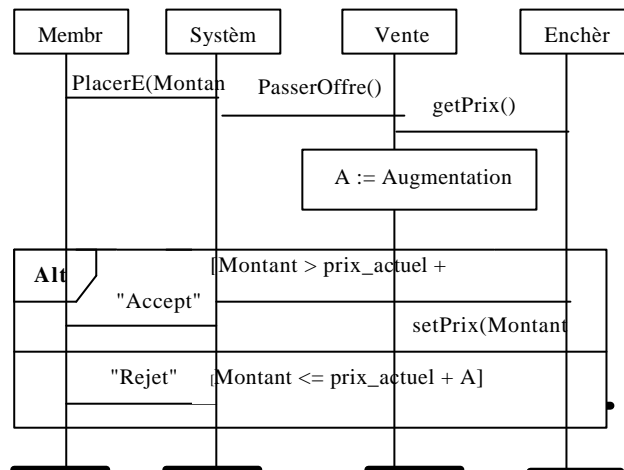 Membr
Systèm
Vente
Enchèr
PlacerE(Montan
PasserOffre()
getPrix()
A := Augmentation
Alt
[Montant > prix_actuel +
"Accept"
setPrix(Montant
"Rejet"
[Montant <= prix_actuel + A]